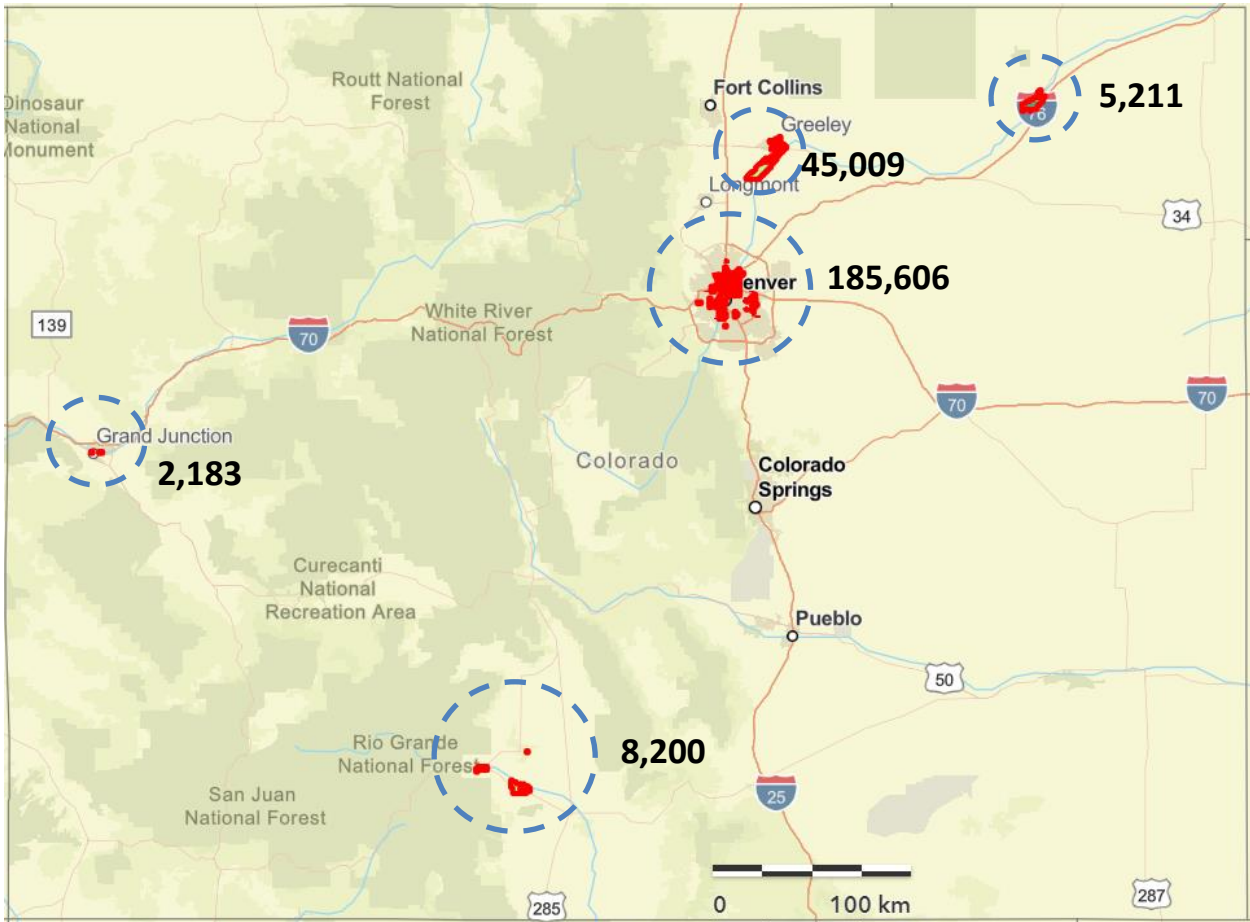 Routt National
Forest
Fort Collins
5,211
Dinosaur
National
Monument
76
Greeley
45,009
Longmont
34
enver
185,606
White River
National Forest
139
70
70
70
Grand Junction
2,183
Colorado
Colorado
Springs
Curecanti
National
Recreation Area
Pueblo
50
Rio Grande
National Forest
8,200
San Juan
National Forest
25
0
100 km
285
287